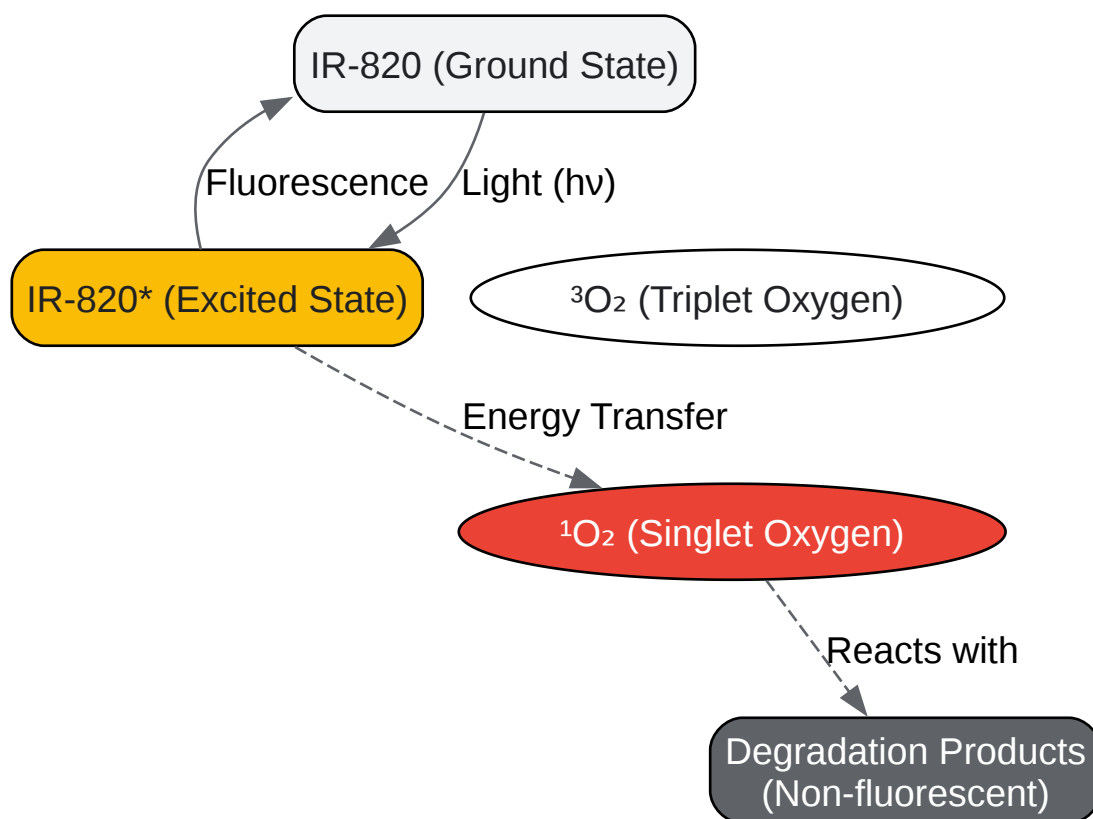 IR-820 (Ground State)
Fluorescence
Light (hν)
IR-820* (Excited State)
³O₂ (Triplet Oxygen)
Energy Transfer
¹O₂ (Singlet Oxygen)
Reacts with
Degradation Products
(Non-fluorescent)